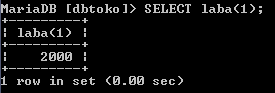 MariaDB [dbtoko]> SELECT laba(1);
+---------+
| laba(1) |
+---------+
|    2000 |
+---------+
1 row in set (0.00 sec)